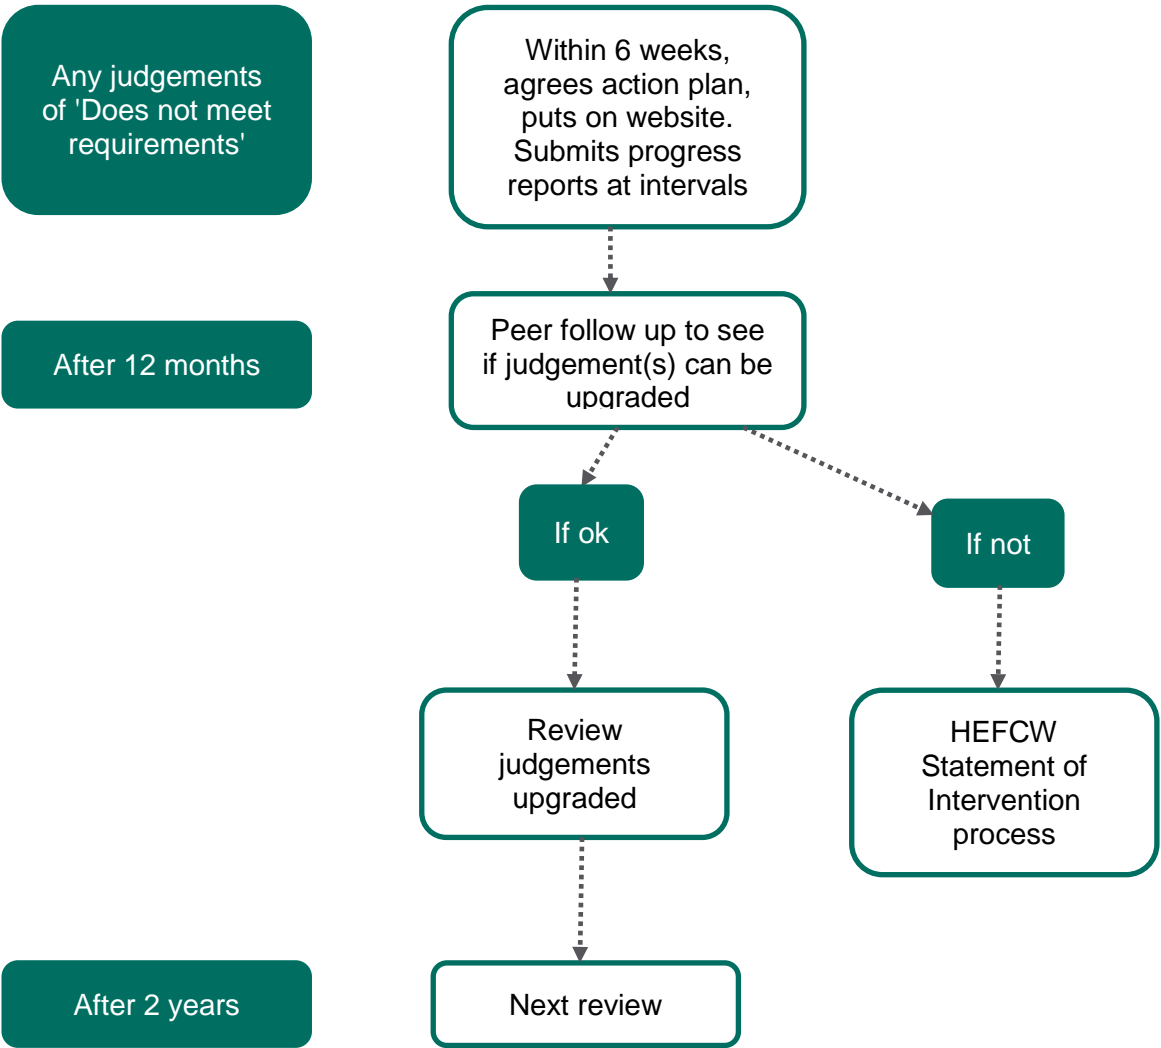 Any judgements
of 'Does not meet
requirements'
Within 6 weeks,
agrees action plan,
puts on website.
Submits progress
reports at intervals
After 12 months
Peer follow up to see
if judgement(s) can be
upgraded
If ok
If not
Review
judgements
upgraded
HEFCW
Statement of
Intervention
process
After 2 years
Next review